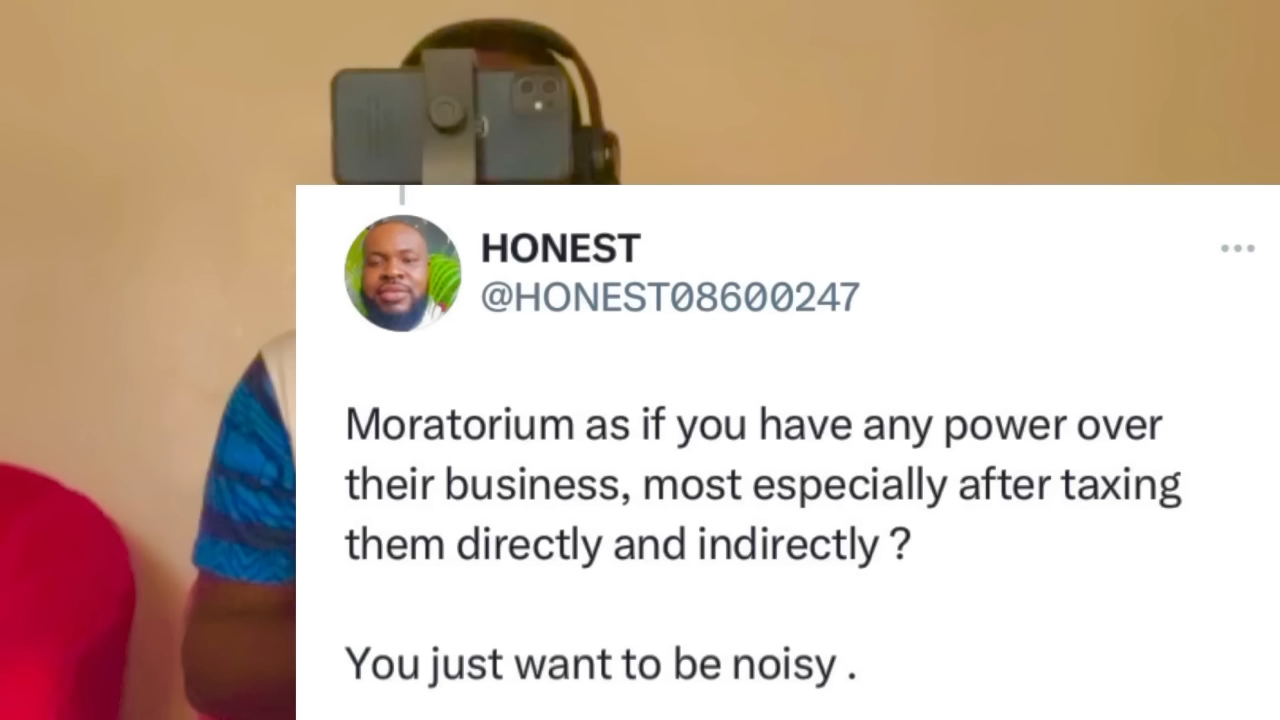 HONEST
@HONEST08600247
Moratorium as if you have any power over
their business, most especially after taxing
them directly and indirectly ?
You just want to be noisy .